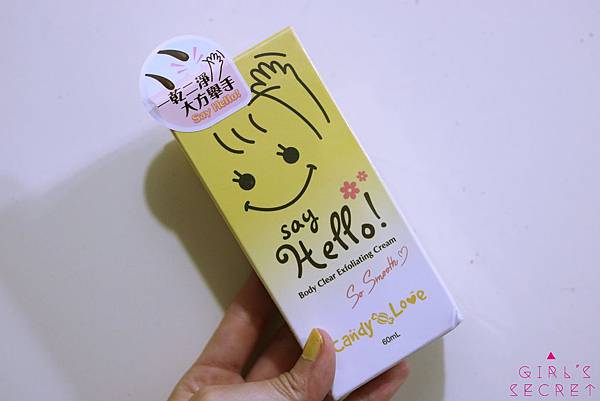 一乾二淨
大方舉手
Say Hello!
say
Hello!
Body Clear Exfoliating Cream
So Smooth
Candy Love
60mL
GIRL'S
SECRET